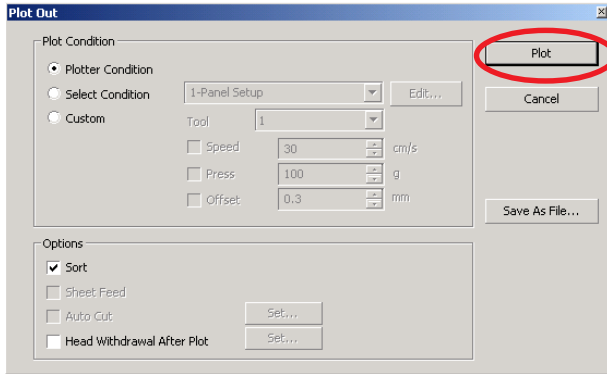 Plot Out
Plot Condition
Plotter Condition
Select Condition 1-Panel Setup Edit...
Custom Tool 1
Speed 30 cm/s
Press 100 g
Offset 0.3 mm
Plot
Cancel
Save As File...
Options
Sort
Sheet Feed
Auto Cut Set...
Head Withdrawal After Plot Set...